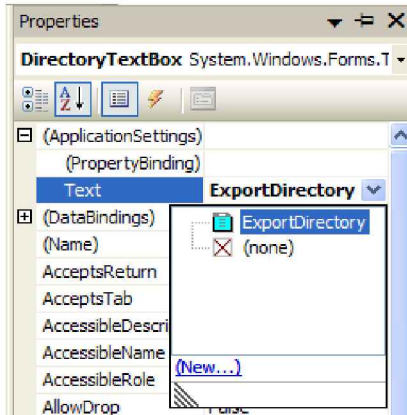 Properties
DirectoryTextBox System.Windows.Forms.T
(ApplicationSettings)
(PropertyBinding)
Text ExportDirectory
(DataBindings)
ExportDirectory
(Name)
(none)
AcceptsReturn
AcceptsTab
AccessibleDescri
AccessibleName
(New...)
AccessibleRole
AllowDrop False